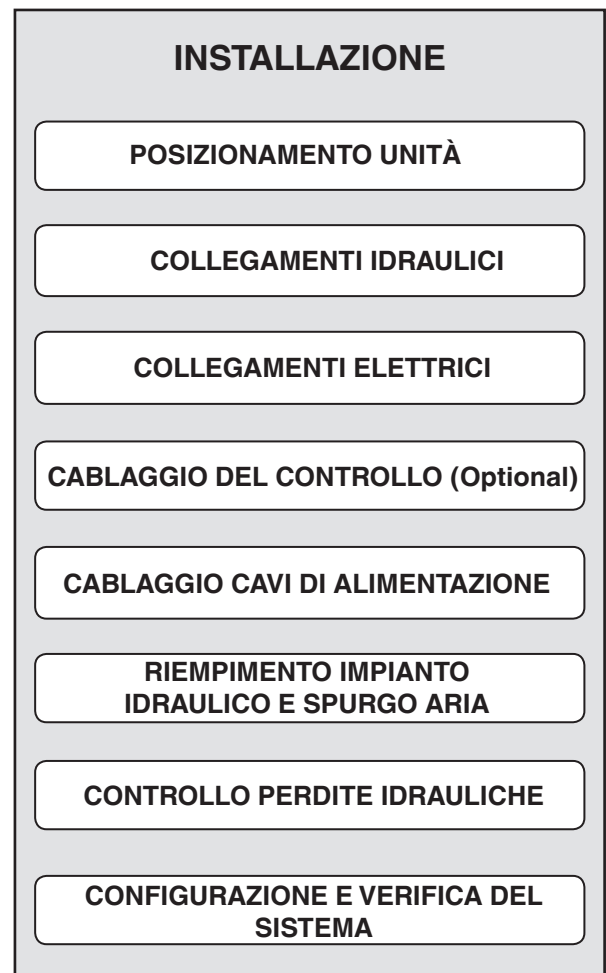 INSTALLAZIONE
POSIZIONAMENTO UNITÀ
COLLEGAMENTI IDRAULICI
COLLEGAMENTI ELETTRICI
CABLAGGIO DEL CONTROLLO (Optional)
CABLAGGIO CAVI DI ALIMENTAZIONE
RIEMPIMENTO IMPIANTO
IDRAULICO E SPURGO ARIA
CONTROLLO PERDITE IDRAULICHE
CONFIGURAZIONE E VERIFICA DEL
SISTEMA